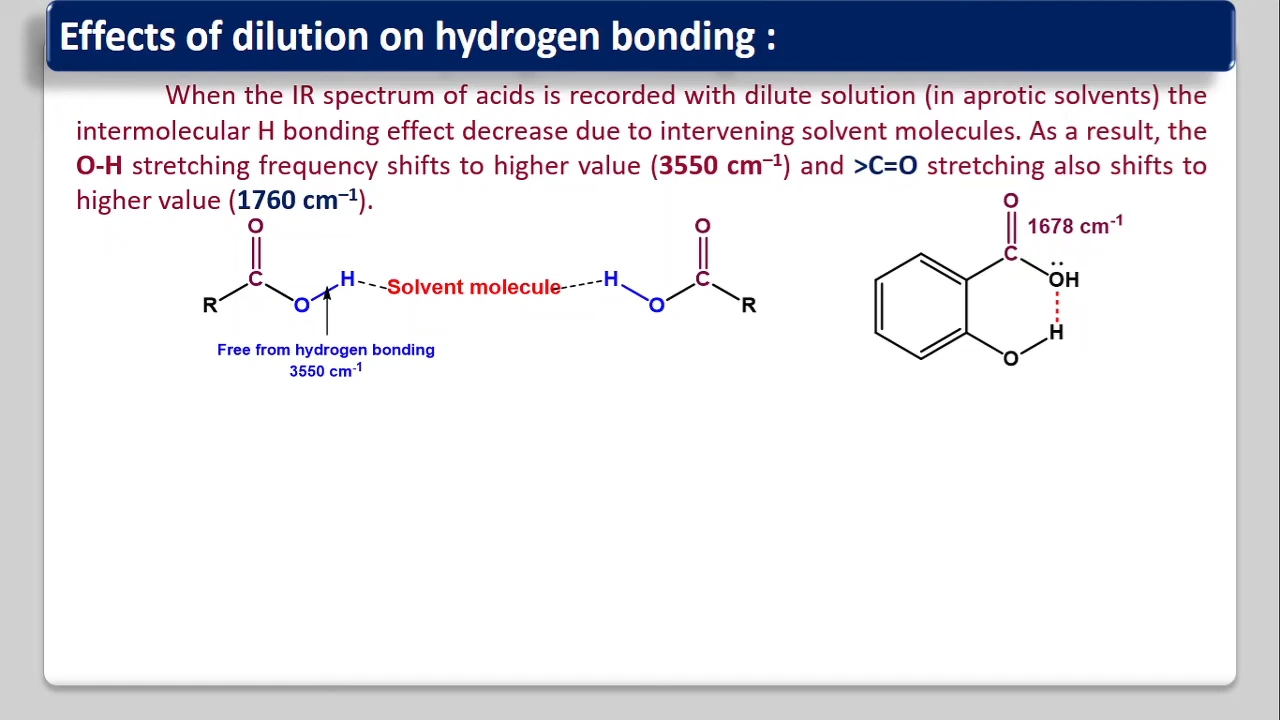 Effects of dilution on hydrogen bonding :
When the IR spectrum of acids is recorded with dilute solution (in aprotic solvents) the
intermolecular H bonding effect decrease due to intervening solvent molecules. As a result, the
O-H stretching frequency shifts to higher value (3550 cm⁻¹) and >C=O stretching also shifts to
higher value (1760 cm⁻¹).
O
C
R
O
H
Solvent molecule
H
O
C
O
R
Free from hydrogen bonding
3550 cm⁻¹
O
1678 cm⁻¹
C
OH
H
O